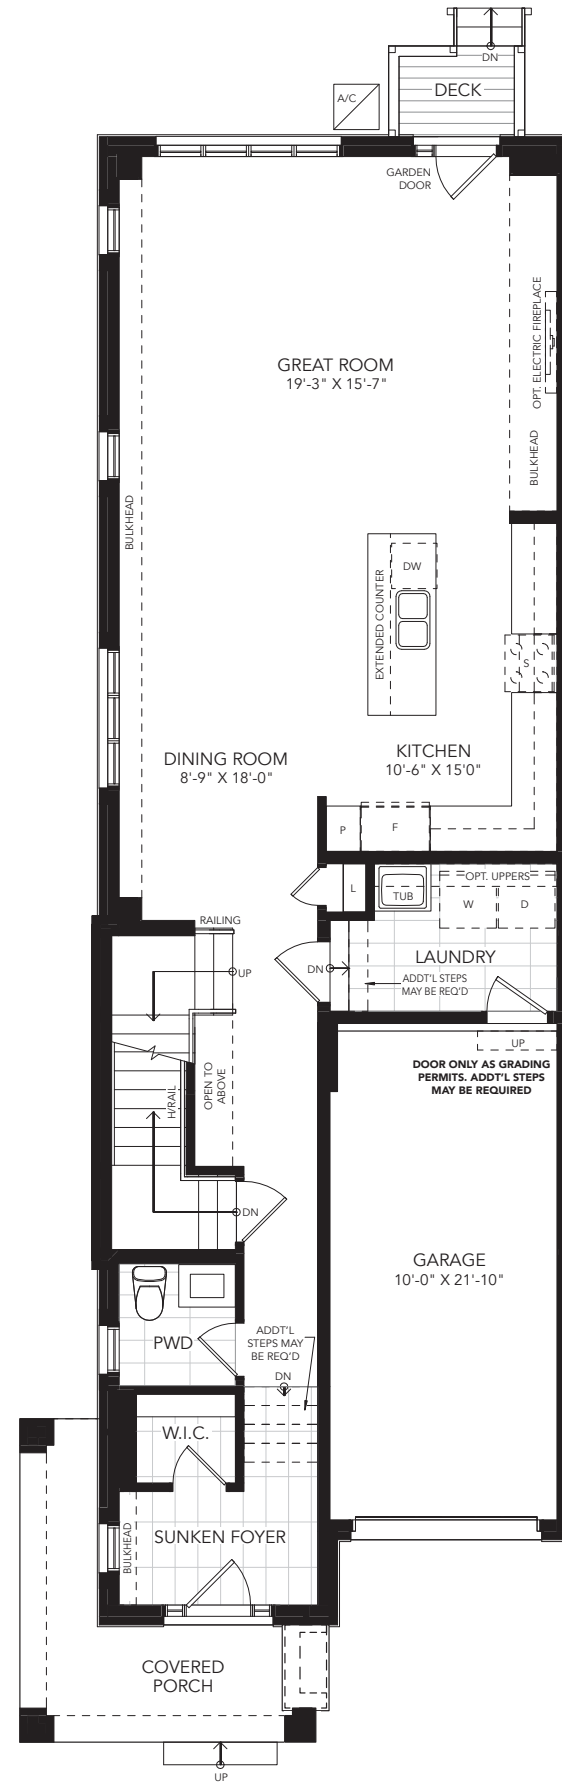 DN
DECK
A/C
GARDEN
DOOR
OPT. ELECTRIC FIREPLACE
GREAT ROOM
19'-3" X 15'-7"
BULKHEAD
BULKHEAD
DW
EXTENDED COUNTER
S
DINING ROOM
8'-9" X 18'-0"
KITCHEN
10'-6" X 15'0"
P
F
L
TUB
OPT. UPPERS
W
D
RAILING
UP
DN
LAUNDRY
ADDT'L STEPS
MAY BE REQ'D
UP
DOOR ONLY AS GRADING
PERMITS. ADDT'L STEPS
MAY BE REQUIRED
H/RAIL
OPEN TO
ABOVE
DN
GARAGE
10'-0" X 21'-10"
PWD
ADDT'L
STEPS MAY
BE REQ'D
DN
W.I.C.
SUNKEN FOYER
BULKHEAD
COVERED
PORCH
UP